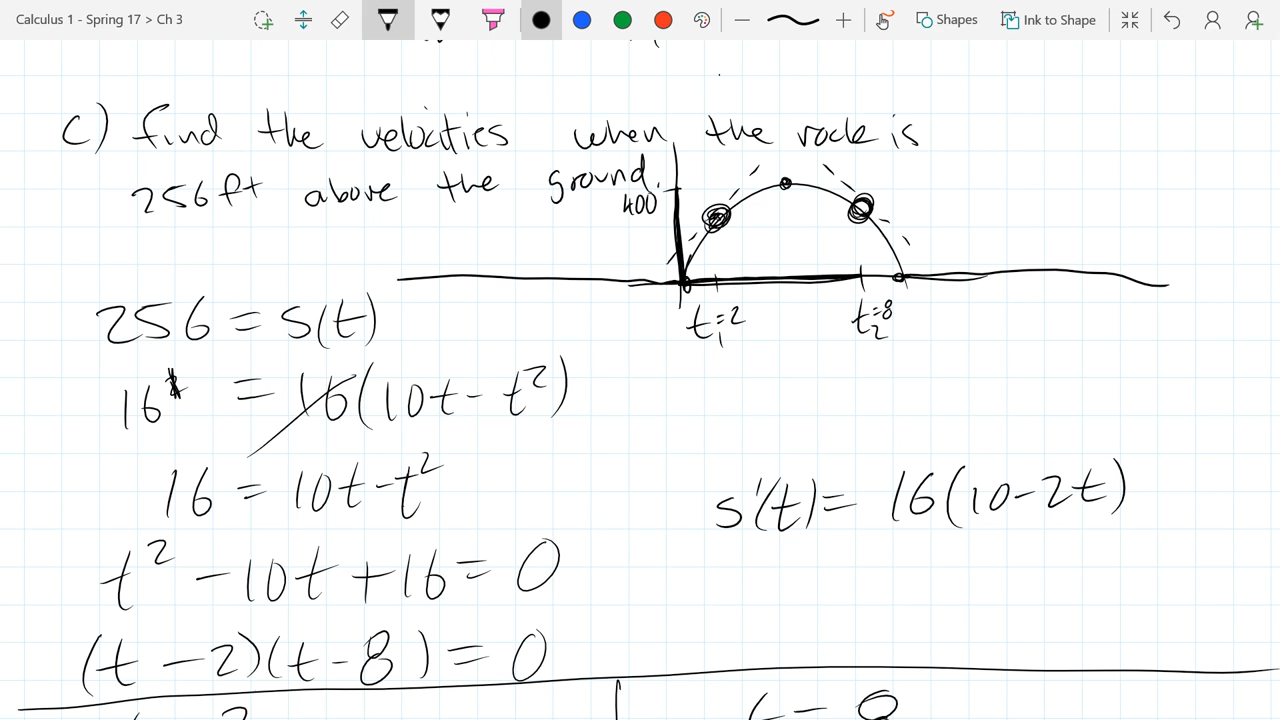 Calculus 1 - Spring 17 > Ch 3
Shapes
Ink to Shape
c) find the velocities when the rock is
256ft above the ground.
400
t₁=2
t₂=8
256 = s(t)
16 = 16(10t - t²)
16 = 10t - t²
s'(t) = 16(10-2t)
t² - 10t + 16 = 0
(t - 2)(t - 8) = 0